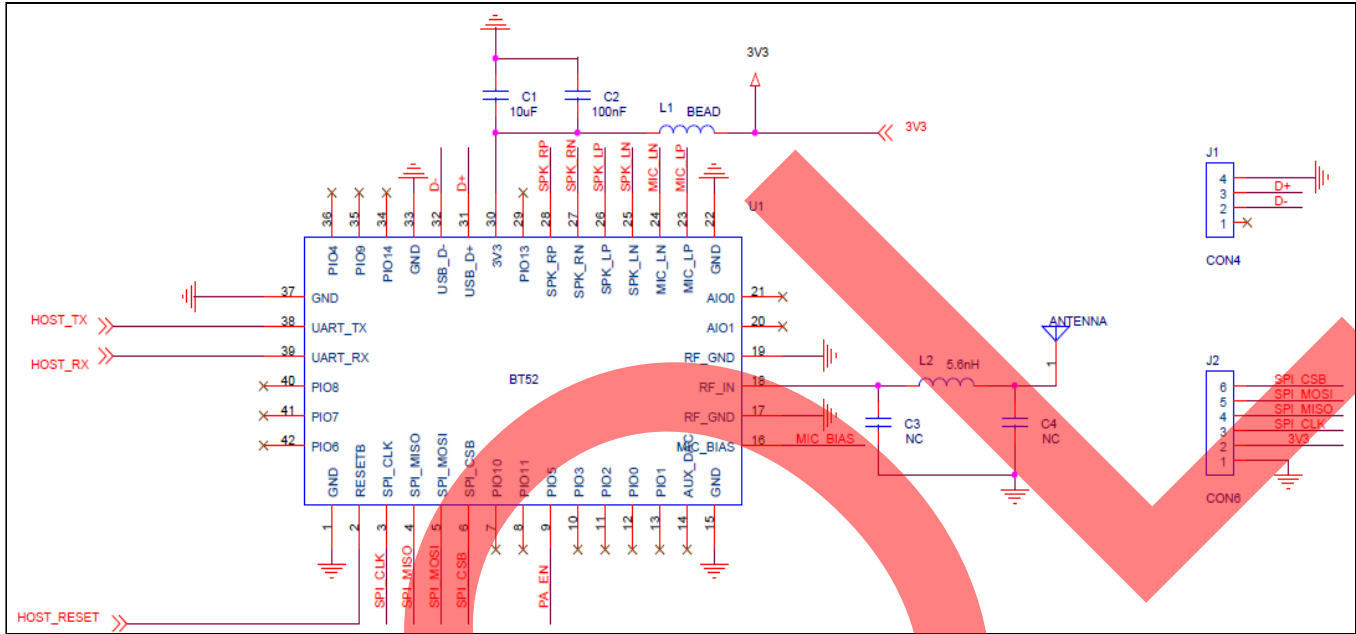 3V3
C1
10uF
C2
100nF
L1
BEAD
3V3
SPK_RP
SPK_RN
SPK_LP
SPK_LN
MIC_LN
MIC_LP
D-
D+
U1
36
35
34
33
32
31
30
29
28
27
26
25
24
23
22
PIO4
PIO9
PIO14
GND
USB_D-
USB_D+
3V3
PIO13
SPK_RP
SPK_RN
SPK_LP
SPK_LN
MIC_LN
MIC_LP
GND
37 GND
HOST_TX
38 UART_TX
HOST_RX
39 UART_RX
40 PIO8
41 PIO7
42 PIO6
BT52
AIO0 21
AIO1 20
RF_GND 19
RF_IN 18
RF_GND 17
MIC_BIAS 16
MIC_BIAS
GND
RESETB
SPI_CLK
SPI_MISO
SPI_MOSI
SPI_CSB
PIO10
PIO11
PIO5
PIO3
PIO2
PIO0
PIO1
AUX_DAC
GND
1
2
3
4
5
6
7
8
9
10
11
12
13
14
15
SPI_CLK
SPI_MISO
SPI_MOSI
SPI_CSB
PA_EN
HOST_RESET
L2
5.6nH
ANTENNA
1
C3
NC
C4
NC
J1
4
3 D+
2 D-
1
CON4
J2
6 SPI_CSB
5 SPI_MOSI
4 SPI_MISO
3 SPI_CLK
2 3V3
1
CON6